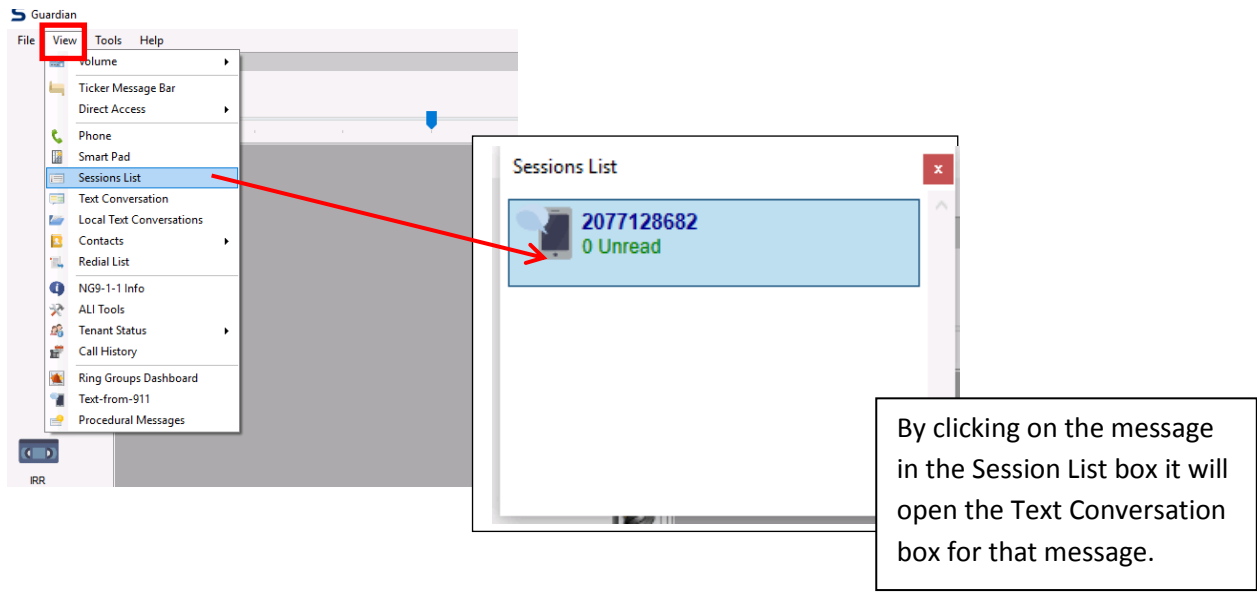 Guardian
File View Tools Help
Volume
Ticker Message Bar
Direct Access
Phone
Smart Pad
Sessions List
Text Conversation
Local Text Conversations
Contacts
Redial List
NG9-1-1 Info
ALI Tools
Tenant Status
Call History
Ring Groups Dashboard
Text-from-911
Procedural Messages
IRR
Sessions List
x
2077128682
0 Unread
By clicking on the message
in the Session List box it will
open the Text Conversation
box for that message.